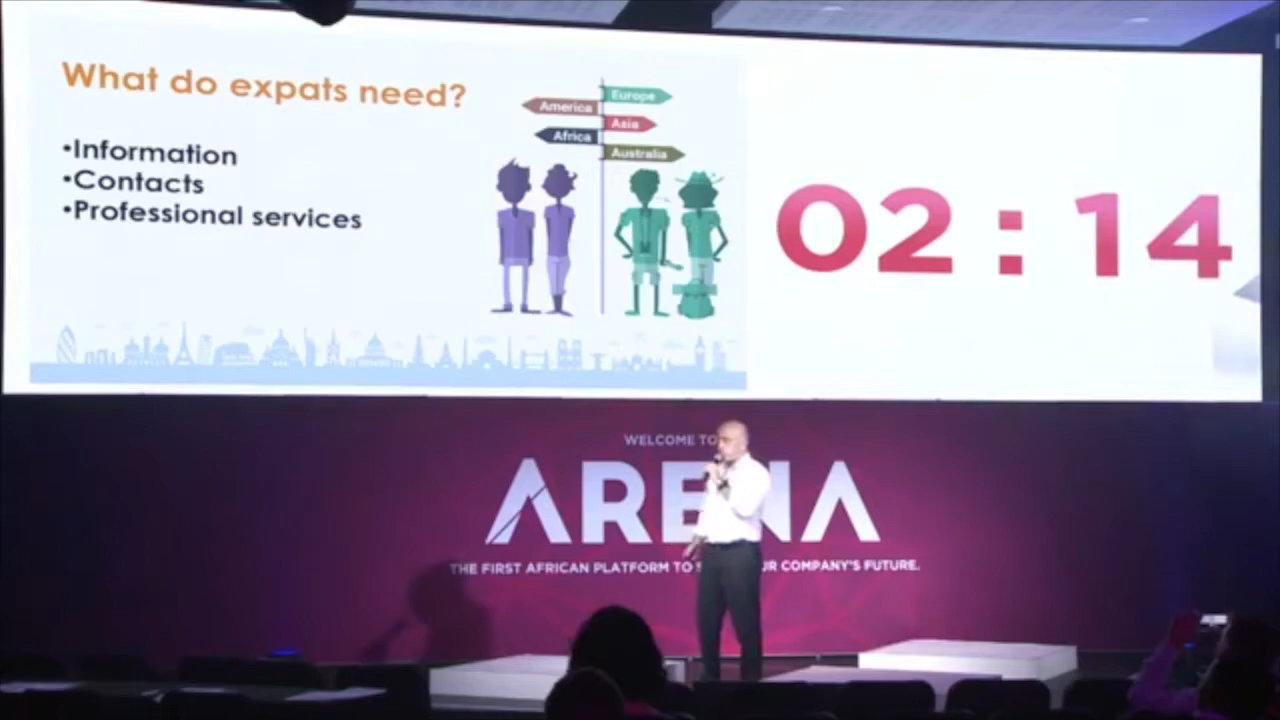 What do expats need?
•Information
•Contacts
•Professional services
Europe
America
Asia
Africa
Australia
02 : 14
WELCOME TO
ARENA
THE FIRST AFRICAN PLATFORM TO UR COMPANY'S FUTURE.